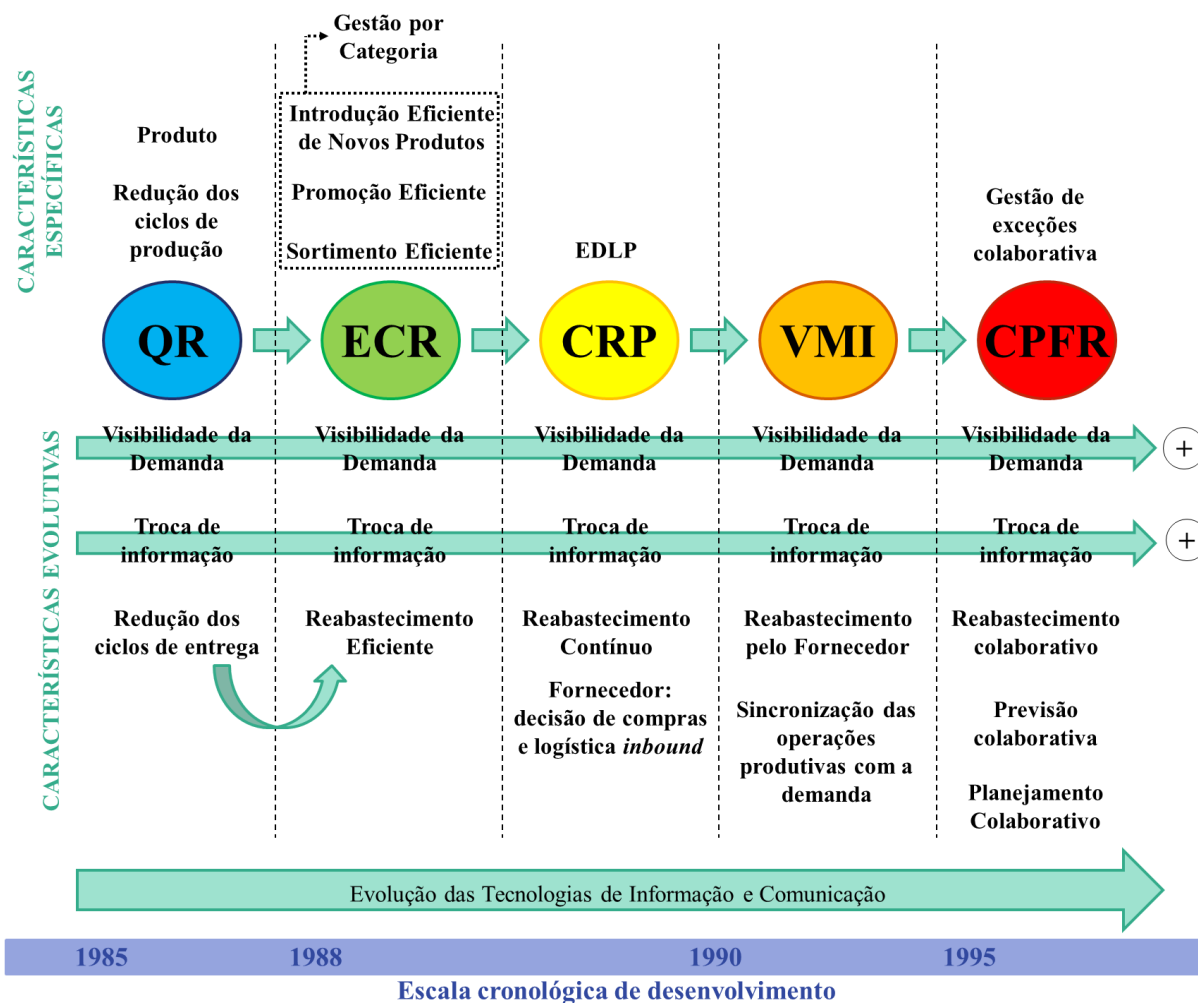 Gestão por
Categoria
CARACTERÍSTICAS
ESPECÍFICAS
Produto
Redução dos
ciclos de
produção
Introdução Eficiente
de Novos Produtos
Promoção Eficiente
Sortimento Eficiente
EDLP
Gestão de
exceções
colaborativa
QR
ECR
CRP
VMI
CPFR
CARACTERÍSTICAS EVOLUTIVAS
Visibilidade da
Demanda
Visibilidade da
Demanda
Visibilidade da
Demanda
Visibilidade da
Demanda
Visibilidade da
Demanda
+
Troca de
informação
Troca de
informação
Troca de
informação
Troca de
informação
Troca de
informação
+
Redução dos
ciclos de entrega
Reabastecimento
Eficiente
Reabastecimento
Contínuo
Fornecedor:
decisão de compras
e logística inbound
Reabastecimento
pelo Fornecedor
Sincronização das
operações
produtivas com a
demanda
Reabastecimento
colaborativo
Previsão
colaborativa
Planejamento
Colaborativo
Evolução das Tecnologias de Informação e Comunicação
1985
1988
1990
1995
Escala cronológica de desenvolvimento